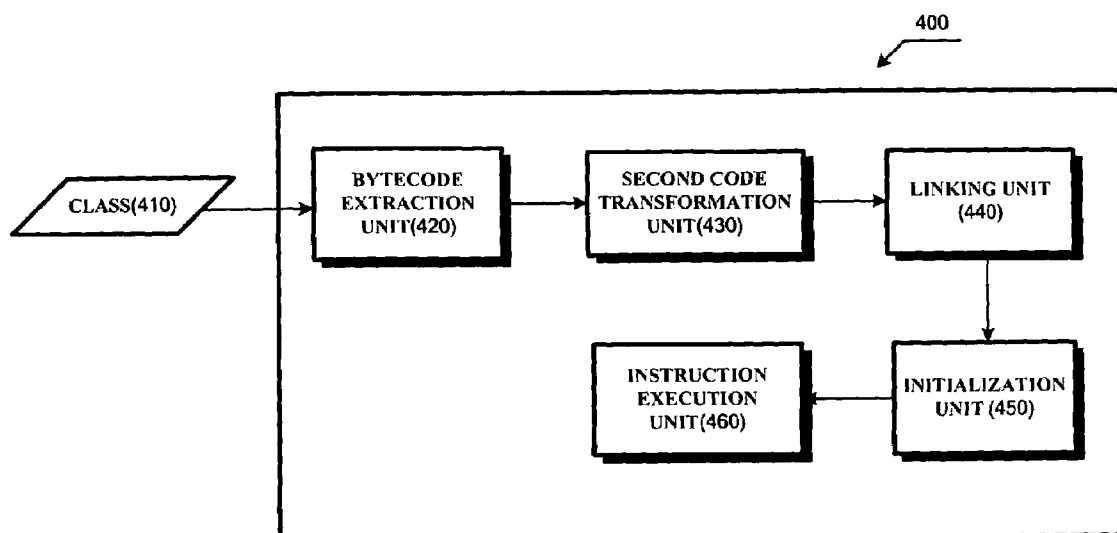 400
CLASS(410)
BYTECODE
EXTRACTION
UNIT(420)
SECOND CODE
TRANSFORMATION
UNIT(430)
LINKING UNIT
(440)
INSTRUCTION
EXECUTION
UNIT(460)
INITIALIZATION
UNIT (450)